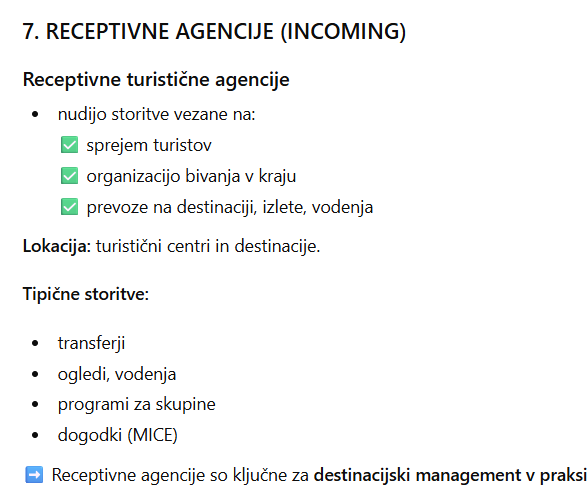 7. RECEPTIVNE AGENCIJE (INCOMING)
Receptivne turistične agencije
• nudijo storitve vezane na:
✅ sprejem turistov
✅ organizacijo bivanja v kraju
✅ prevoze na destinaciji, izlete, vodenja
Lokacija: turistični centri in destinacije.
Tipične storitve:
• transferji
• ogledi, vodenja
• programi za skupine
• dogodki (MICE)
➡️ Receptivne agencije so ključne za destinacijski management v praksi